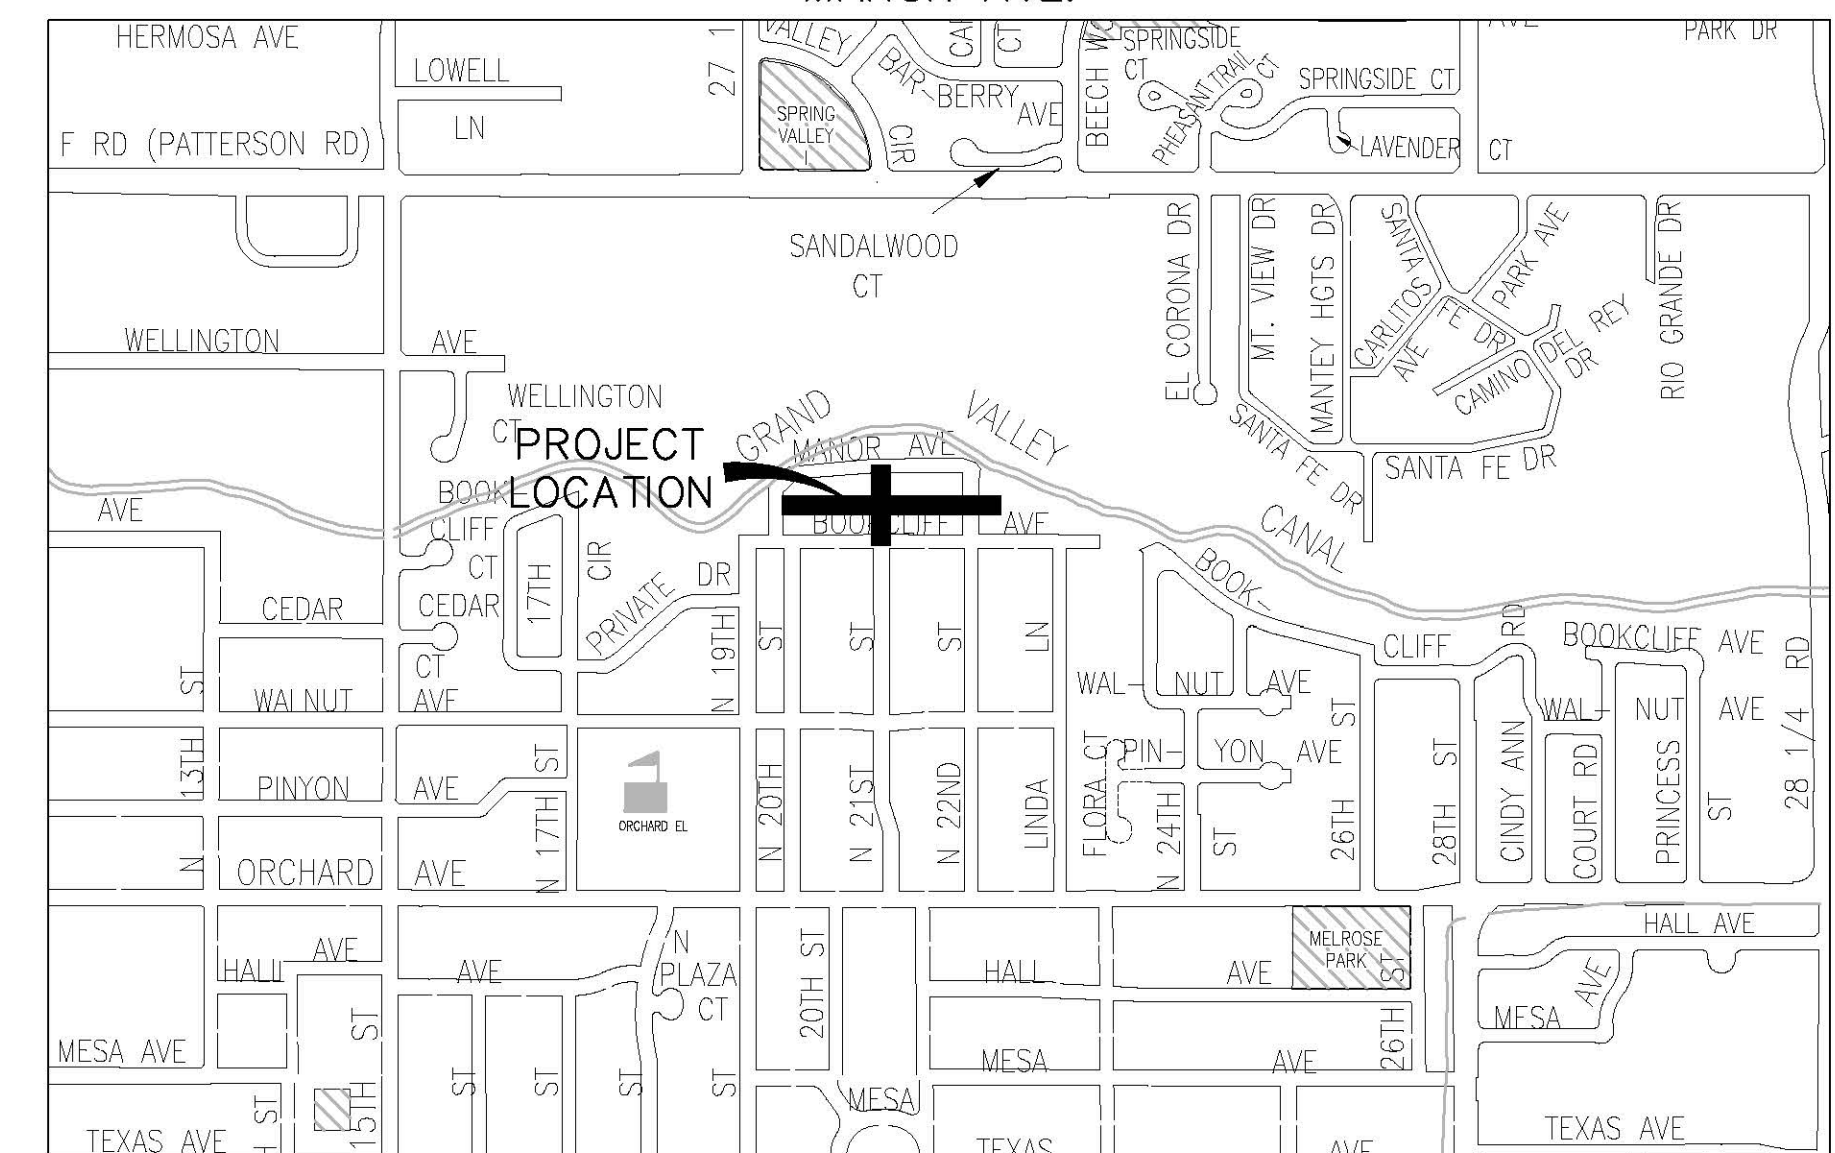 HERMOSA AVE
LOWELL
LN
F RD (PATTERSON RD)
27 1
VALLEY
SPRING
VALLEY
I
BAR-
BERRY
AVE
CIR
CT
BEECH
SPRINGSIDE
CT
PHEASANT TRAIL
CT
SPRINGSIDE CT
LAVENDER CT
PARK DR
SANDALWOOD
CT
EL CORONA DR
MT. VIEW DR
MANTEY HGTS DR
SANTA
FE DR
CARLITOS
AVE
PARK AVE
CAMINO
DEL REY
DR
RIO GRANDE DR
SANTA FE DR
SANTA FE DR
WELLINGTON AVE
WELLINGTON
CT
PROJECT
LOCATION
GRAND VALLEY
CANAL
MANOR AVE
BOOKCLIFF AVE
AVE
BOOK
CLIFF
CT
CEDAR
CEDAR
CT
17TH
CIR
PRIVATE DR
N 19TH
ST
ST
ST
LN
BOOK-
CLIFF
RD
BOOKCLIFF AVE
28 1/4 RD
ST
WALNUT AVE
WAL- NUT AVE
WAL- NUT AVE
N 13TH
PINYON AVE
ST
N 17TH
ORCHARD EL
N 20TH
N 21ST
N 22ND
LINDA
FLORA CT
PIN- YON AVE
N 24TH
ST
26TH
ST
28TH
ST
CINDY ANN
COURT RD
PRINCESS
ST
ORCHARD AVE
HALL AVE
AVE
N
PLAZA
CT
20TH ST
HALL AVE
MELROSE
PARK
ST
26TH
HALL AVE
MESA AVE
MESA AVE
15TH
ST
ST
ST
ST
ST
ST
MESA
MESA AVE
TEXAS AVE
TEXAS
AVE
TEXAS AVE